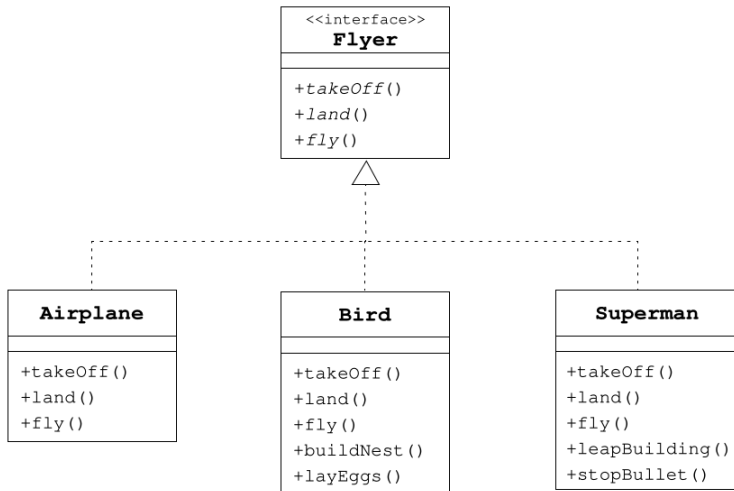 <<interface>>
Flyer
+takeOff()
+land()
+fly()
Airplane
+takeOff()
+land()
+fly()
Bird
+takeOff()
+land()
+fly()
+buildNest()
+layEggs()
Superman
+takeOff()
+land()
+fly()
+leapBuilding()
+stopBullet()